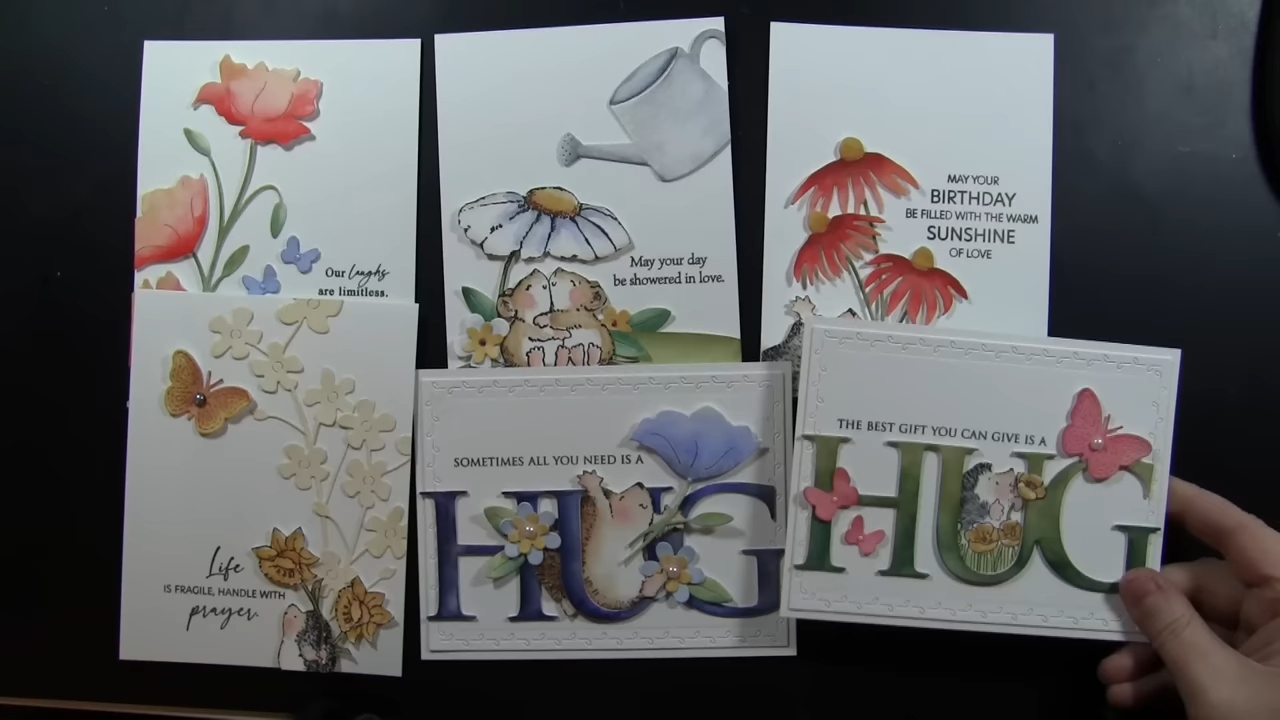 Our laughs
are limitless.
May your day
be showered in love.
MAY YOUR
BIRTHDAY
BE FILLED WITH THE WARM
SUNSHINE
OF LOVE
Life
IS FRAGILE, HANDLE WITH
prayer.
SOMETIMES ALL YOU NEED IS A
HUG
THE BEST GIFT YOU CAN GIVE IS A
HUG